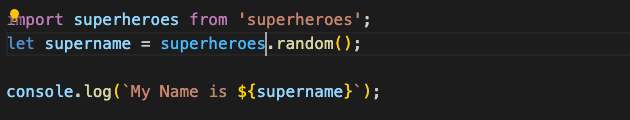 import superheroes from 'superheroes';
let supername = superheroes.random();
console.log(`My Name is ${supername}`);